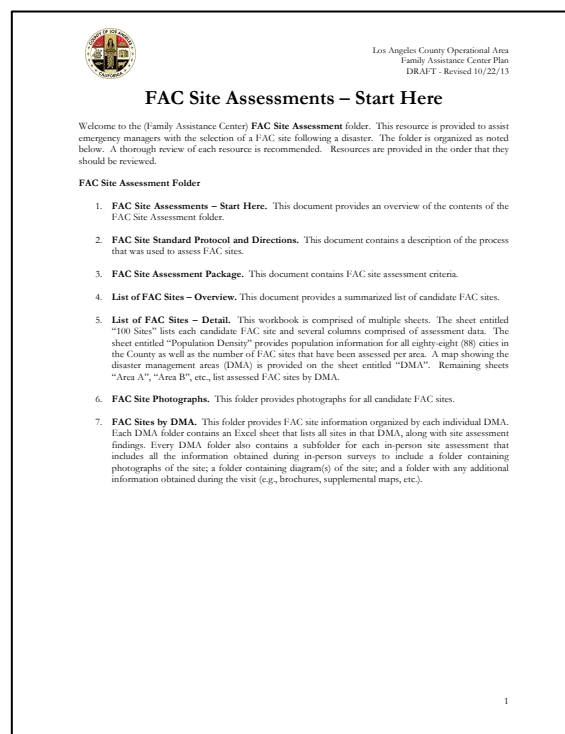 COUNTY OF LOS ANGELES
CALIFORNIA
Los Angeles County Operational Area
Family Assistance Center Plan
DRAFT - Revised 10/22/13
FAC Site Assessments – Start Here
Welcome to the (Family Assistance Center) FAC Site Assessment folder. This resource is provided to assist
emergency managers with the selection of a FAC site following a disaster. The folder is organized as noted
below. A thorough review of each resource is recommended. Resources are provided in the order that they
should be reviewed.
FAC Site Assessment Folder
1. FAC Site Assessments – Start Here. This document provides an overview of the contents of the
FAC Site Assessment folder.
2. FAC Site Standard Protocol and Directions. This document contains a description of the process
that was used to assess FAC sites.
3. FAC Site Assessment Package. This document contains FAC site assessment criteria.
4. List of FAC Sites – Overview. This document provides a summarized list of candidate FAC sites.
5. List of FAC Sites – Detail. This workbook is comprised of multiple sheets. The sheet entitled
“100 Sites” lists each candidate FAC site and several columns comprised of assessment data. The
sheet entitled “Population Density” provides population information for all eighty-eight (88) cities in
the County as well as the number of FAC sites that have been assessed per area. A map showing the
disaster management areas (DMA) is provided on the sheet entitled “DMA”. Remaining sheets
“Area A”, “Area B”, etc., list assessed FAC sites by DMA.
6. FAC Site Photographs. This folder provides photographs for all candidate FAC sites.
7. FAC Sites by DMA. This folder provides FAC site information organized by each individual DMA.
Each DMA folder contains an Excel sheet that lists all sites in that DMA, along with site assessment
findings. Every DMA folder also contains a subfolder for each in-person site assessment that
includes all the information obtained during in-person surveys to include a folder containing
photographs of the site; a folder containing diagram(s) of the site; and a folder with any additional
information obtained during the visit (e.g., brochures, supplemental maps, etc.).
1